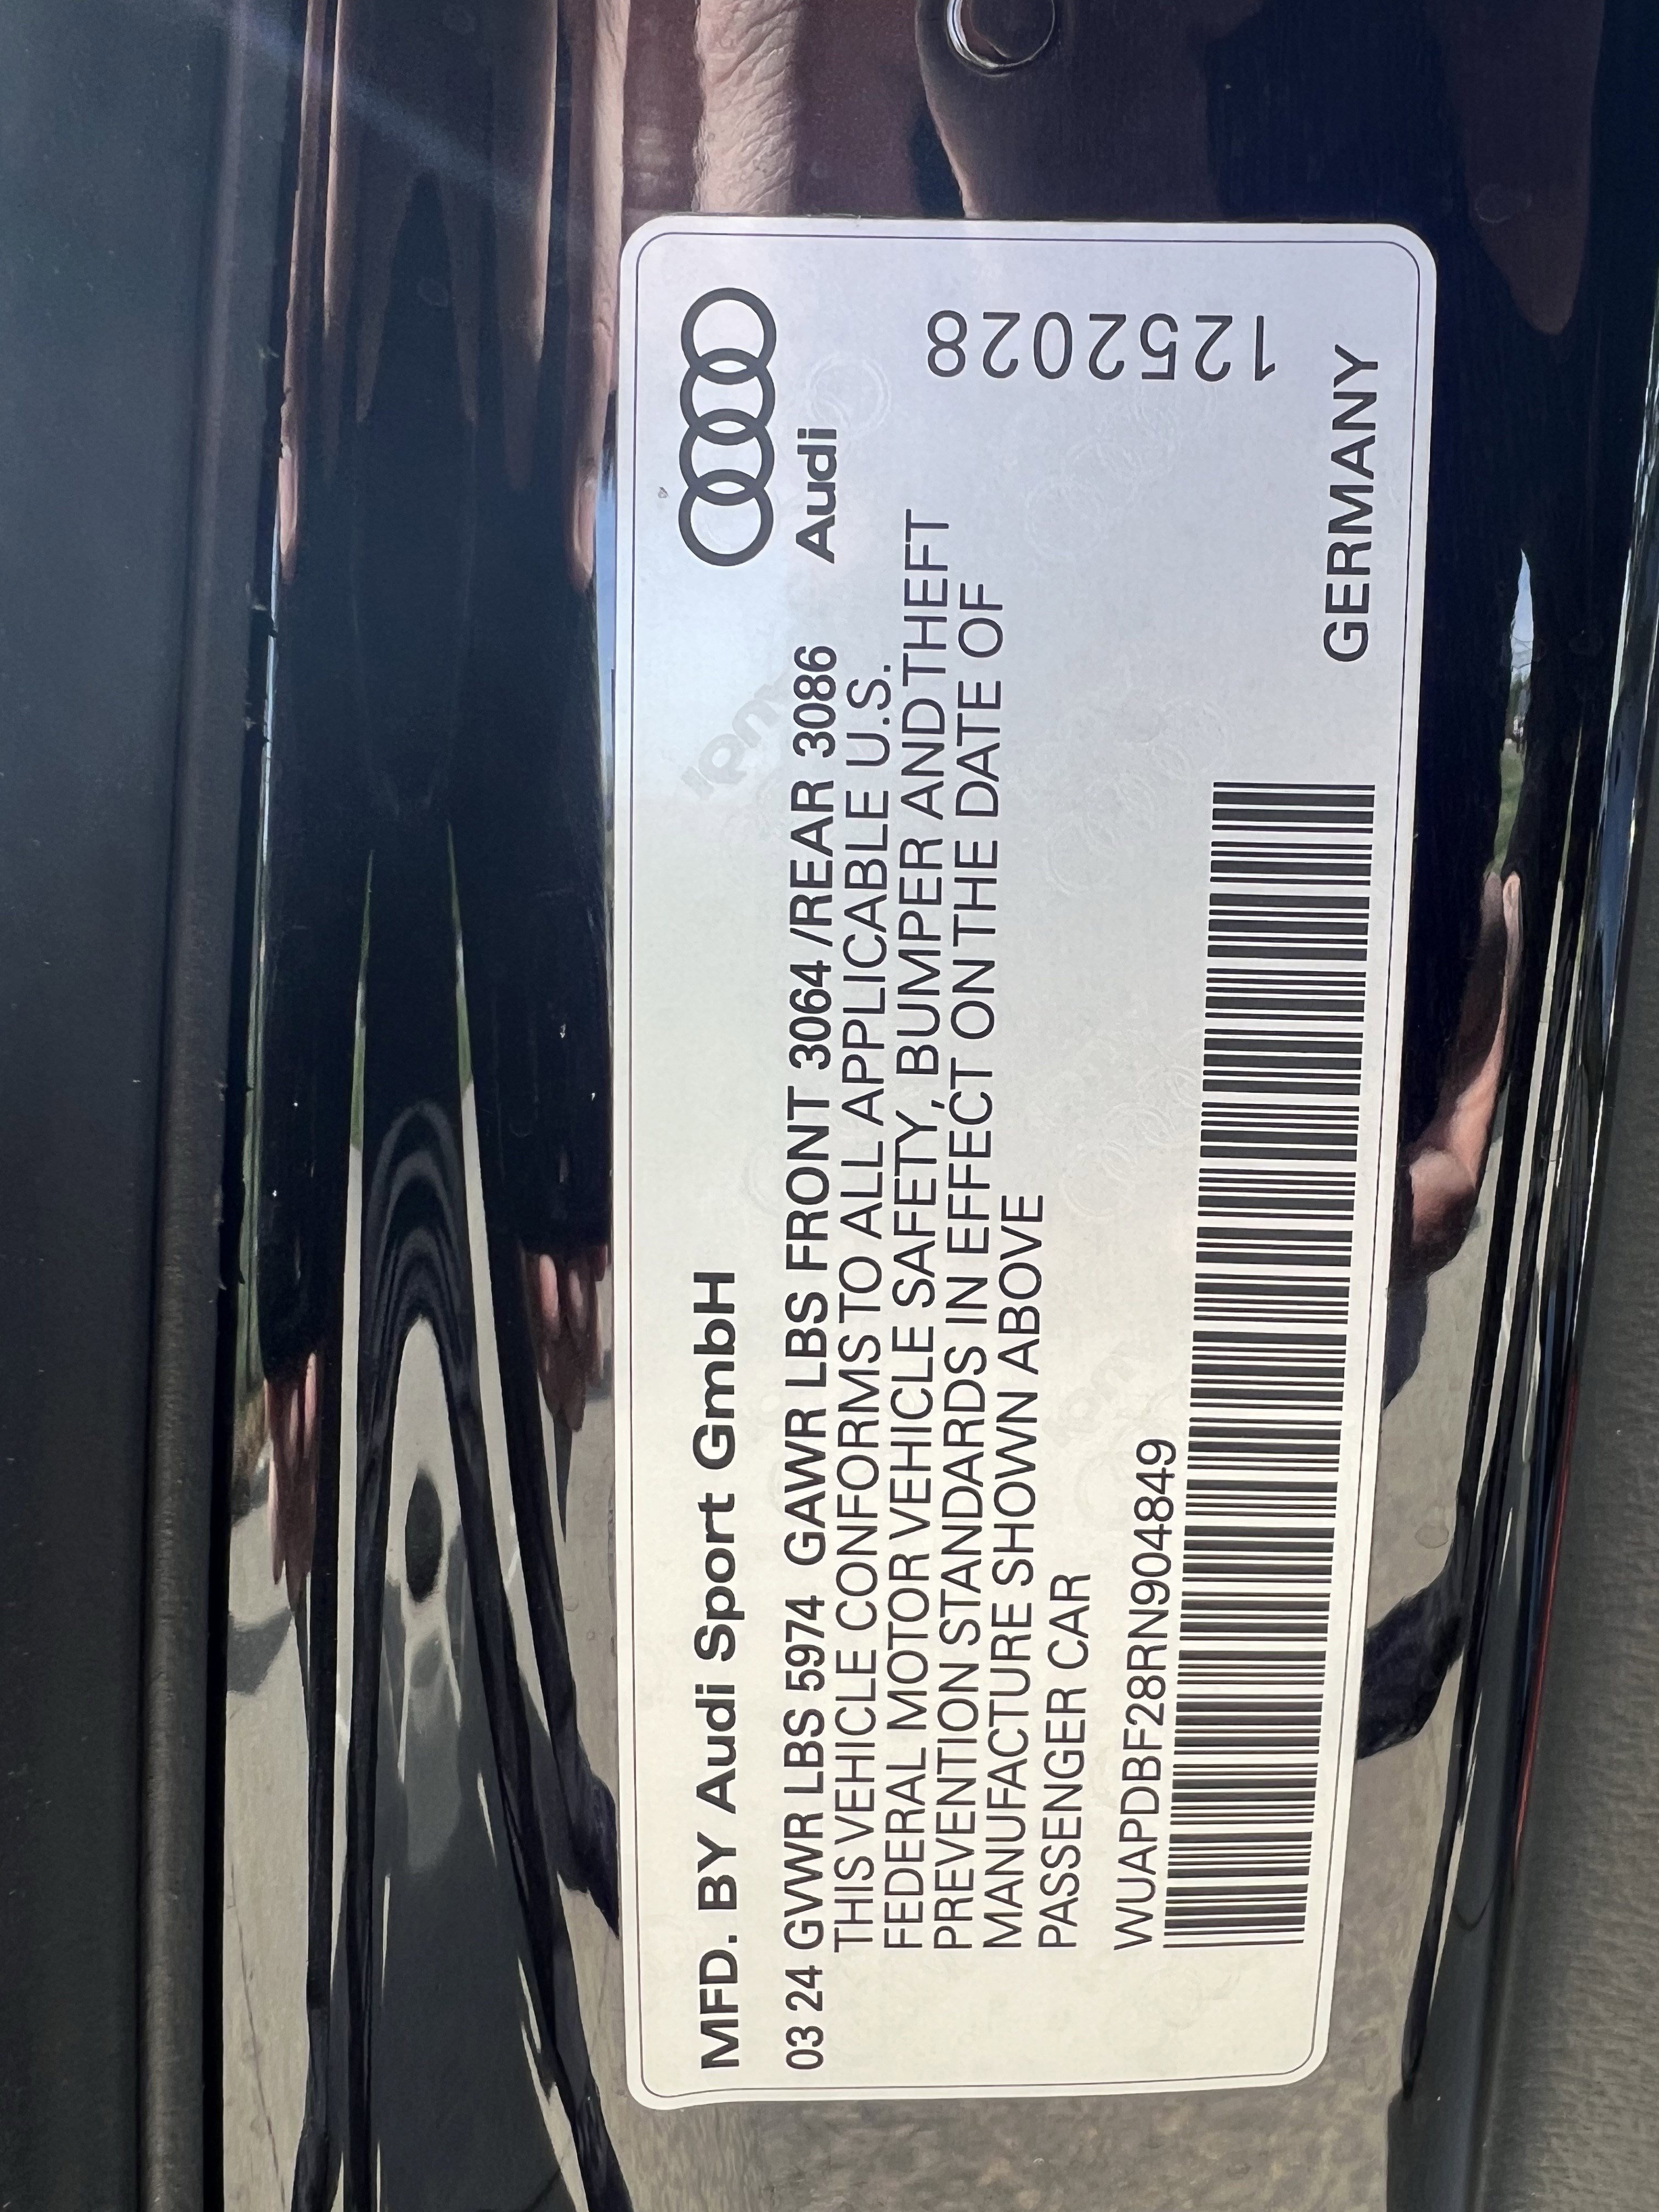 MFD. BY Audi Sport GmbH
Audi
03 24 GVWR LBS 5974 GAWR LBS FRONT 3064 /REAR 3086
THIS VEHICLE CONFORMS TO ALL APPLICABLE U.S.
FEDERAL MOTOR VEHICLE SAFETY, BUMPER AND THEFT
PREVENTION STANDARDS IN EFFECT ON THE DATE OF
MANUFACTURE SHOWN ABOVE
PASSENGER CAR
1252028
WUAPDBF28RN904849
GERMANY